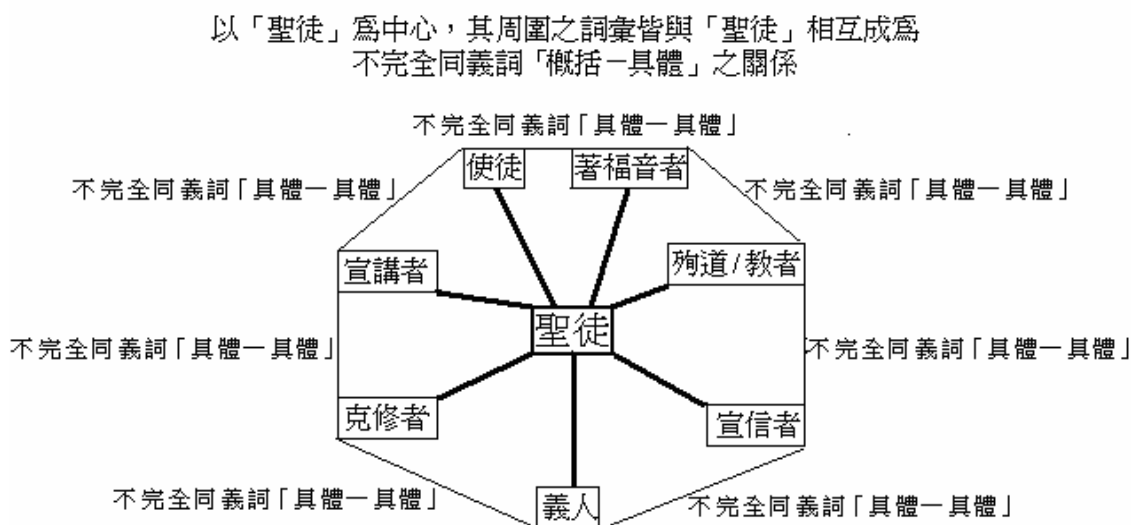 以「聖徒」爲中心，其周圍之詞彙皆與「聖徒」相互成爲
不完全同義詞「概括－具體」之關係
不完全同義詞「具體－具體」
使徒
著福音者
不完全同義詞「具體－具體」
不完全同義詞「具體－具體」
宣講者
殉道/教者
聖徒
不完全同義詞「具體－具體」
不完全同義詞「具體－具體」
克修者
宣信者
不完全同義詞「具體－具體」
義人
不完全同義詞「具體－具體」